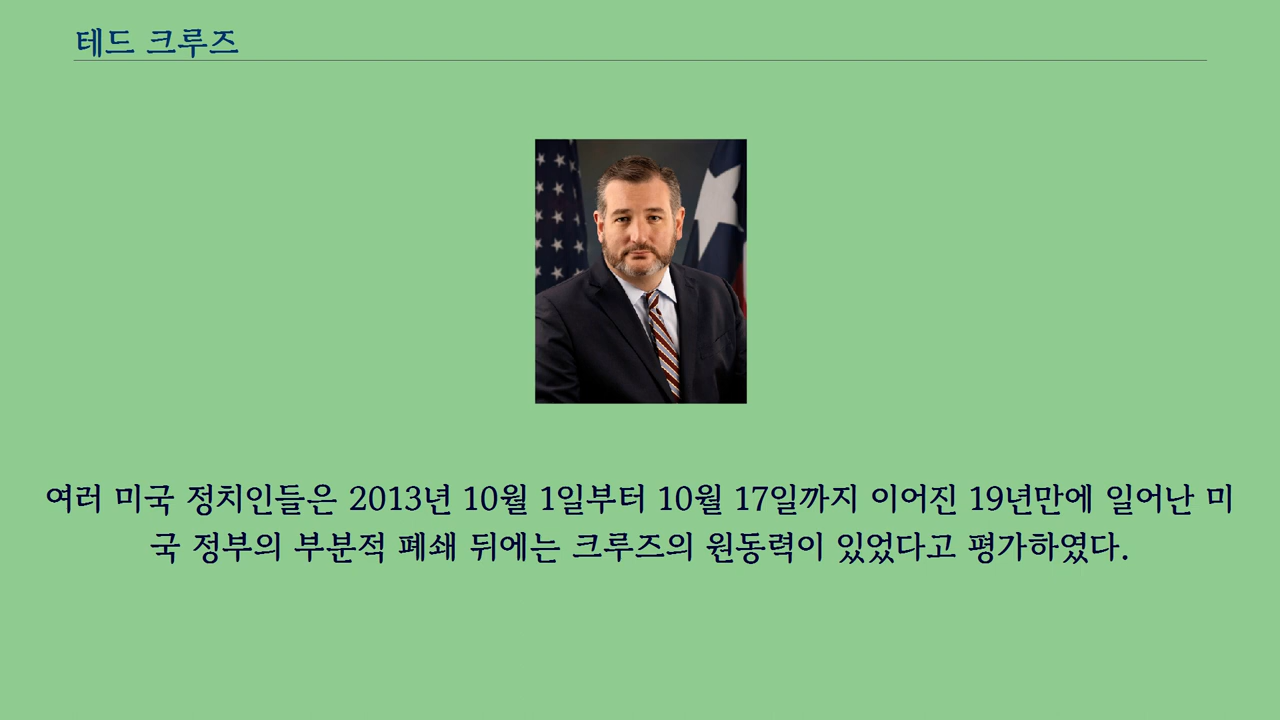 테드 크루즈
여러 미국 정치인들은 2013년 10월 1일부터 10월 17일까지 이어진 19년만에 일어난 미
국 정부의 부분적 폐쇄 뒤에는 크루즈의 원동력이 있었다고 평가하였다.